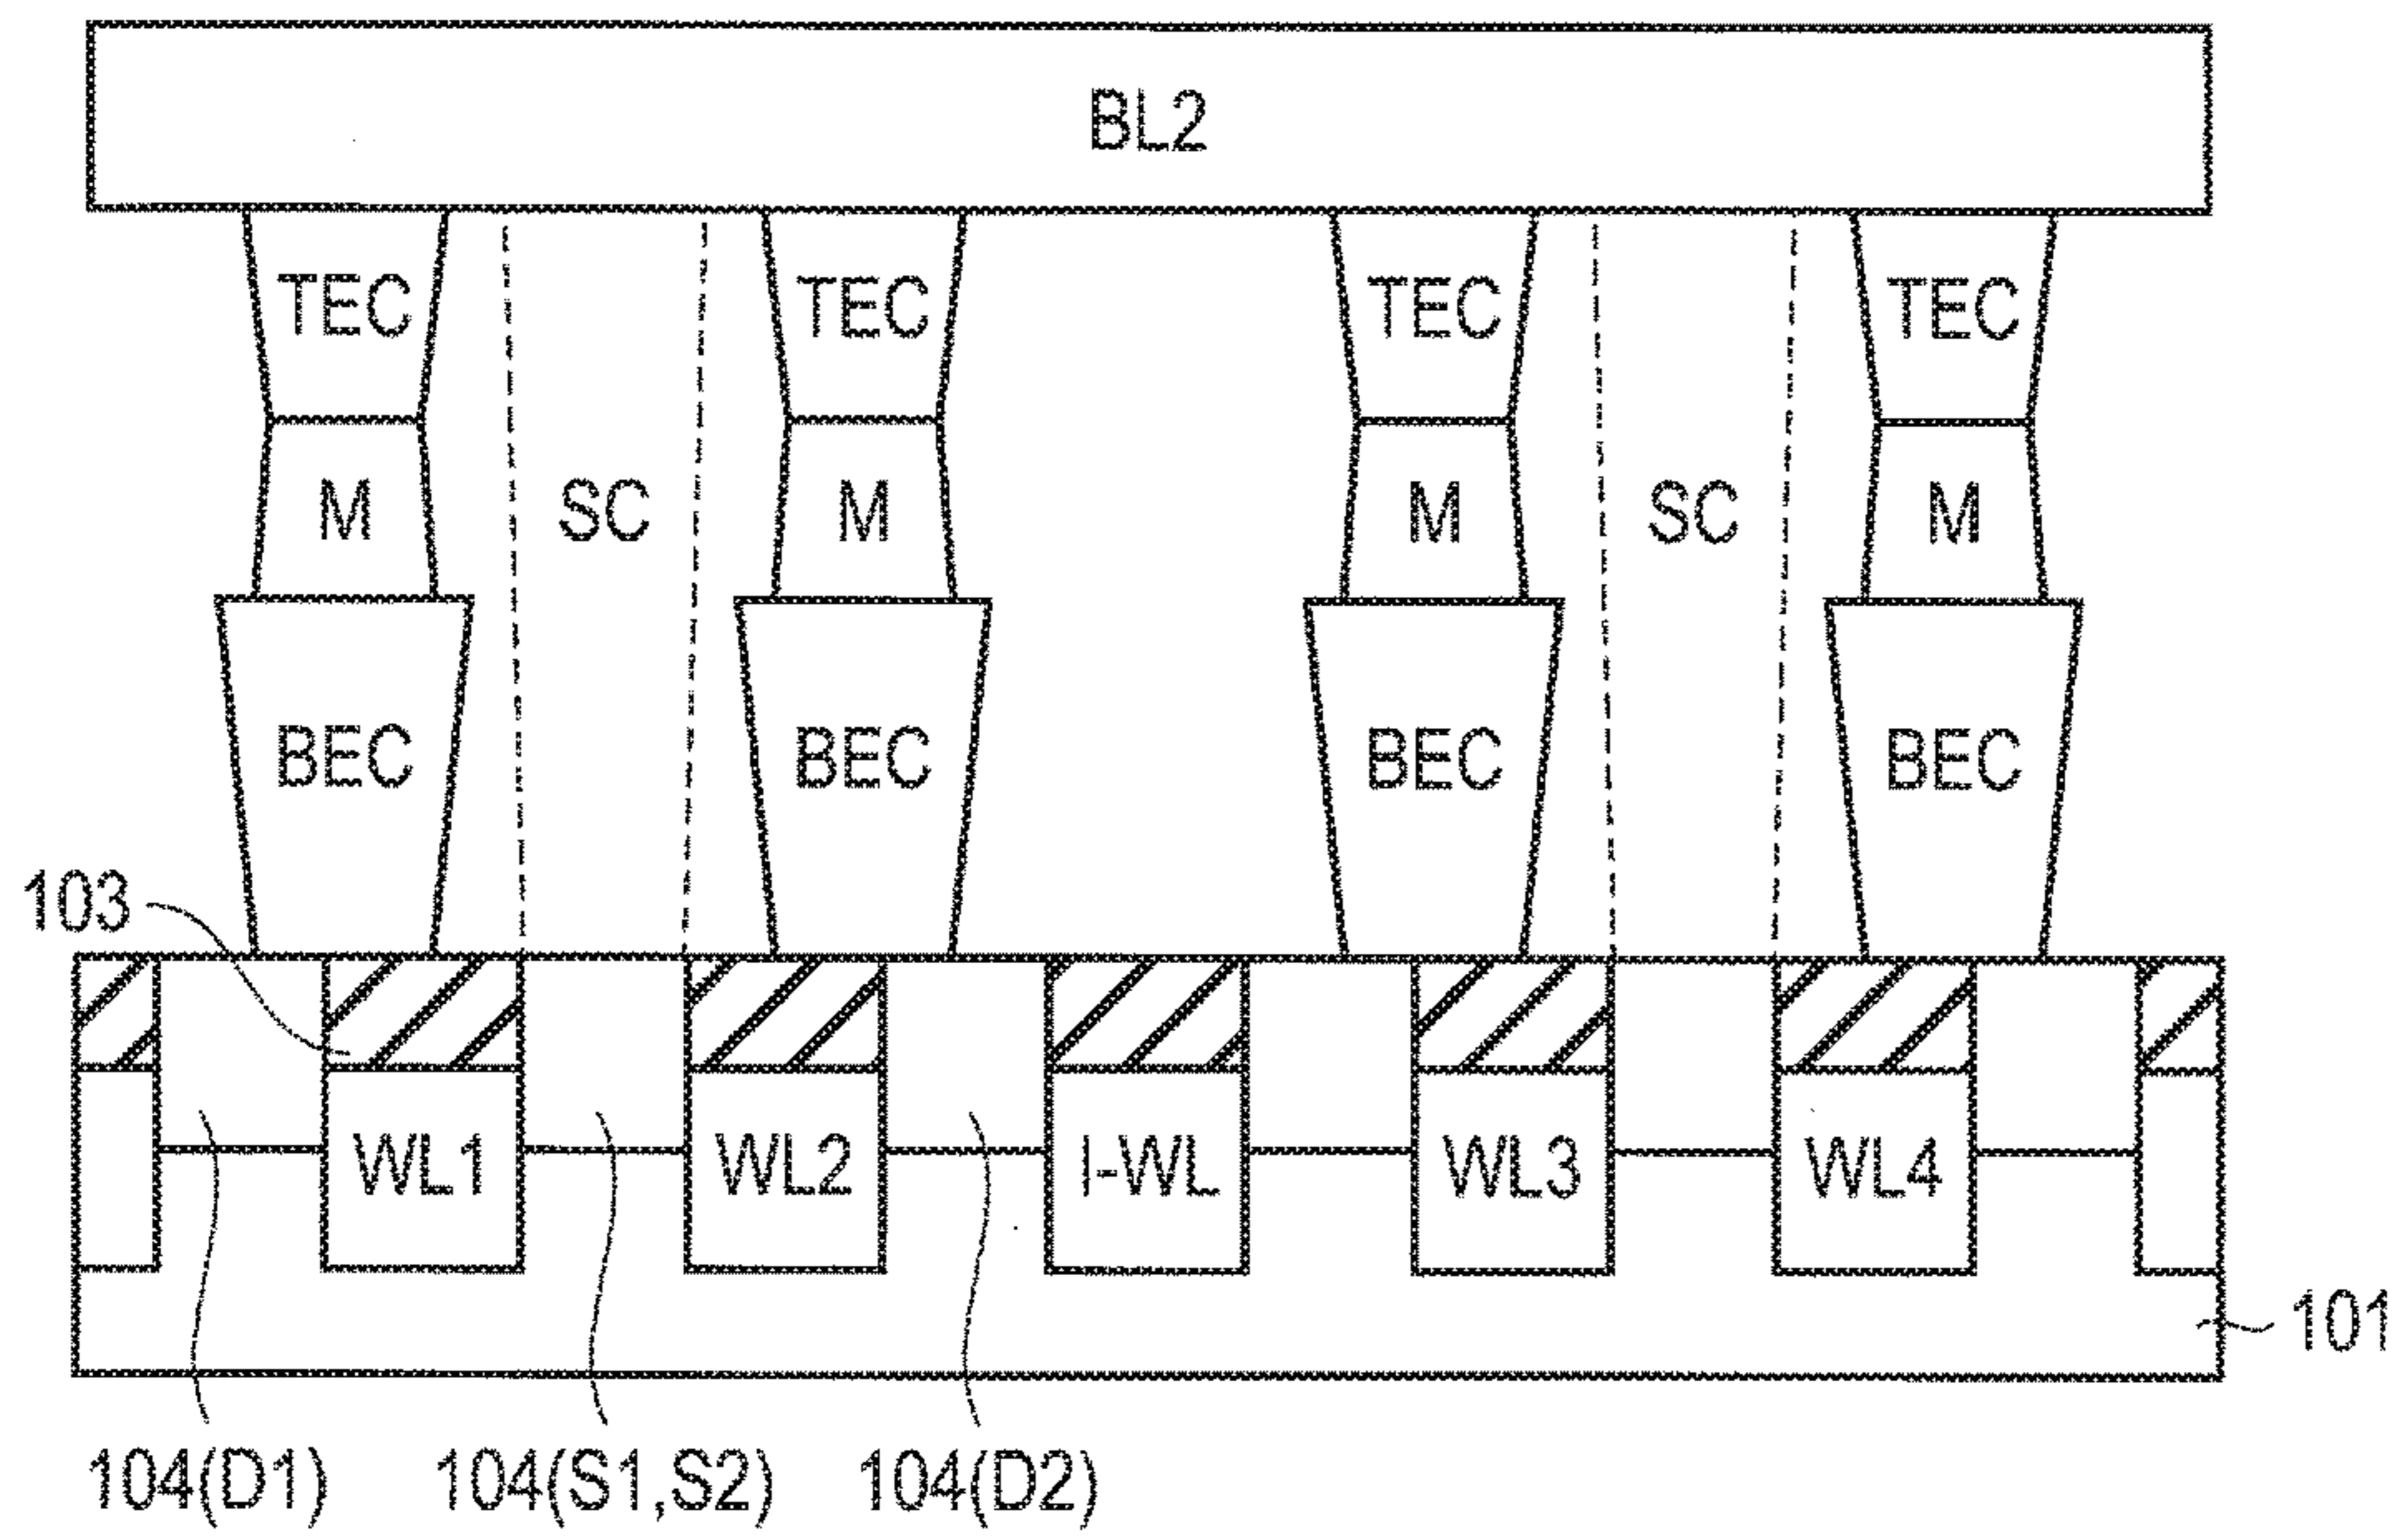 BL2
TEC TEC TEC TEC
M SC M M SC M
BEC BEC BEC BEC
103
WL1 WL2 I-WL WL3 WL4
101
104(D1) 104(S1,S2) 104(D2)